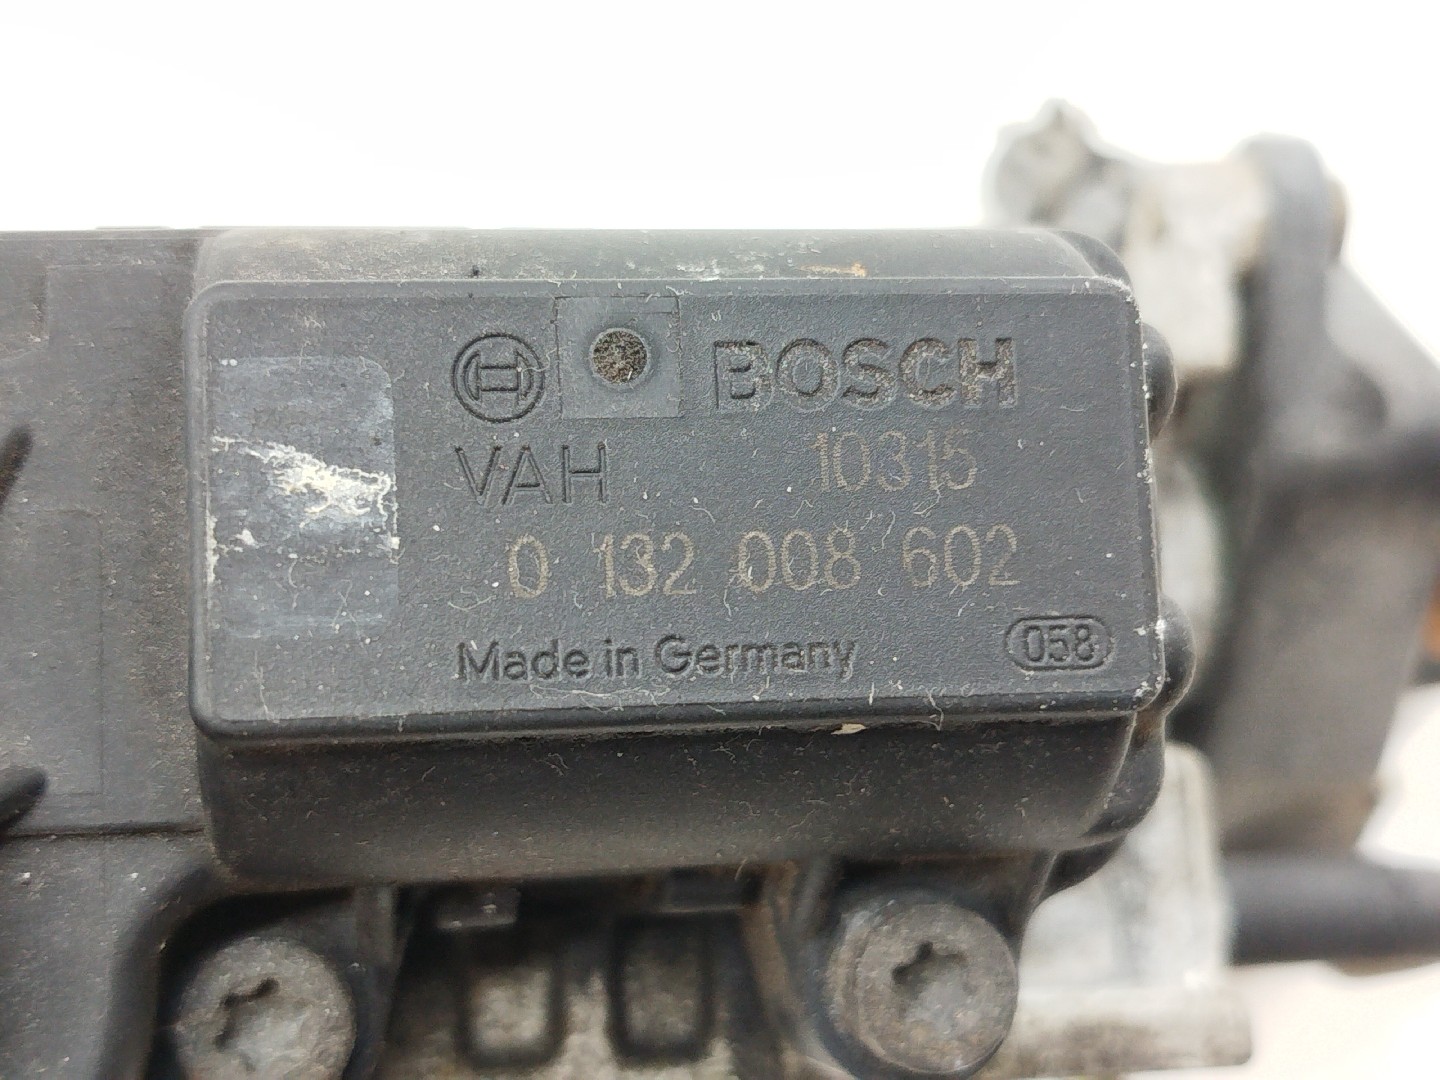 BOSCH
VAH 10315
0 132 008 602
Made in Germany 058